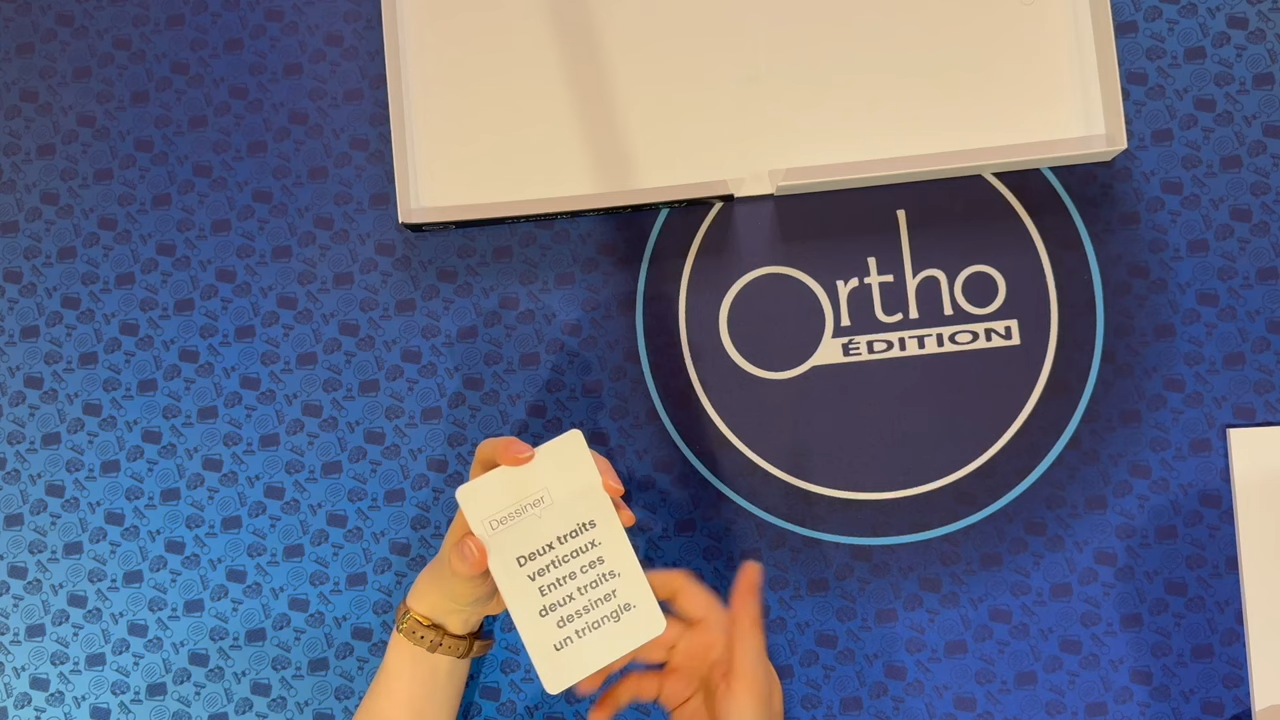 Ortho
ÉDITION
Dessiner
Deux traits
verticaux.
Entre ces
deux traits,
dessiner
un triangle.